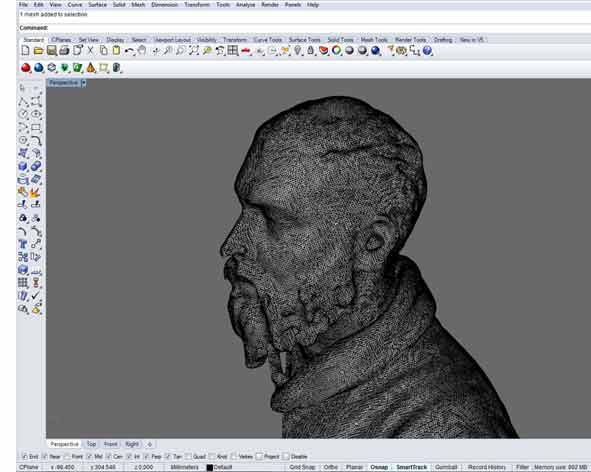 File Edit View Curve Surface Solid Mesh Dimension Transform Tools Analyze Render Panels Help
1 mesh added to selection.
Command:
Standard CPlanes Set View Display Select Viewport Layout Visibility Transform Curve Tools Surface Tools Solid Tools Mesh Tools Render Tools Drafting New in V5
Perspective
Perspective Top Front Right
End Near Point Mid Cen Int Perp Tan Quad Knot Vertex Project Disable
CPlane x -96.450 y 304.546 z 0.000 Millimeters Default Grid Snap Ortho Planar Osnap SmartTrack Gumball Record History Filter Memory use: 802 MB